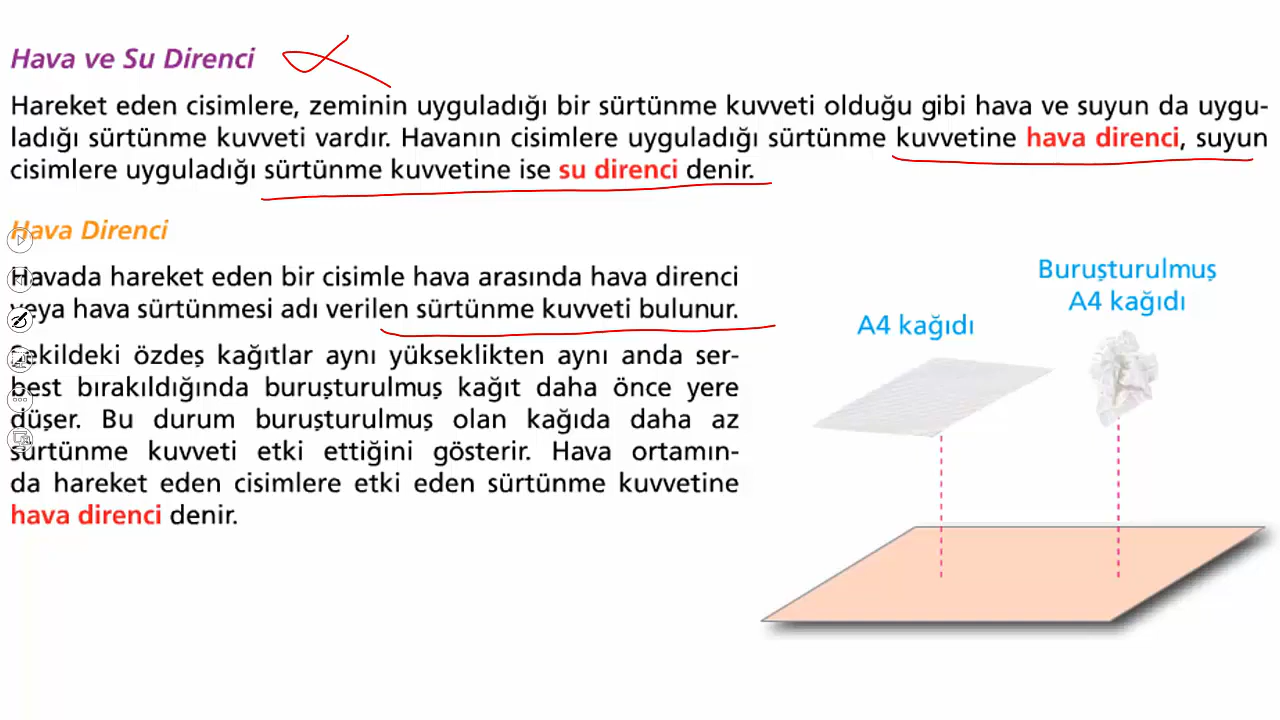 Hava ve Su Direnci
Hareket eden cisimlere, zeminin uyguladığı bir sürtünme kuvveti olduğu gibi hava ve suyun da uygu-
ladığı sürtünme kuvveti vardır. Havanın cisimlere uyguladığı sürtünme kuvvetine hava direnci, suyun
cisimlere uyguladığı sürtünme kuvvetine ise su direnci denir.
Hava Direnci
Havada hareket eden bir cisimle hava arasında hava direnci
veya hava sürtünmesi adı verilen sürtünme kuvveti bulunur.
Şekildeki özdeş kağıtlar aynı yükseklikten aynı anda ser-
best bırakıldığında buruşturulmuş kağıt daha önce yere
düşer. Bu durum buruşturulmuş olan kağıda daha az
sürtünme kuvveti etki ettiğini gösterir. Hava ortamın-
da hareket eden cisimlere etki eden sürtünme kuvvetine
hava direnci denir.
A4 kağıdı
Buruşturulmuş
A4 kağıdı